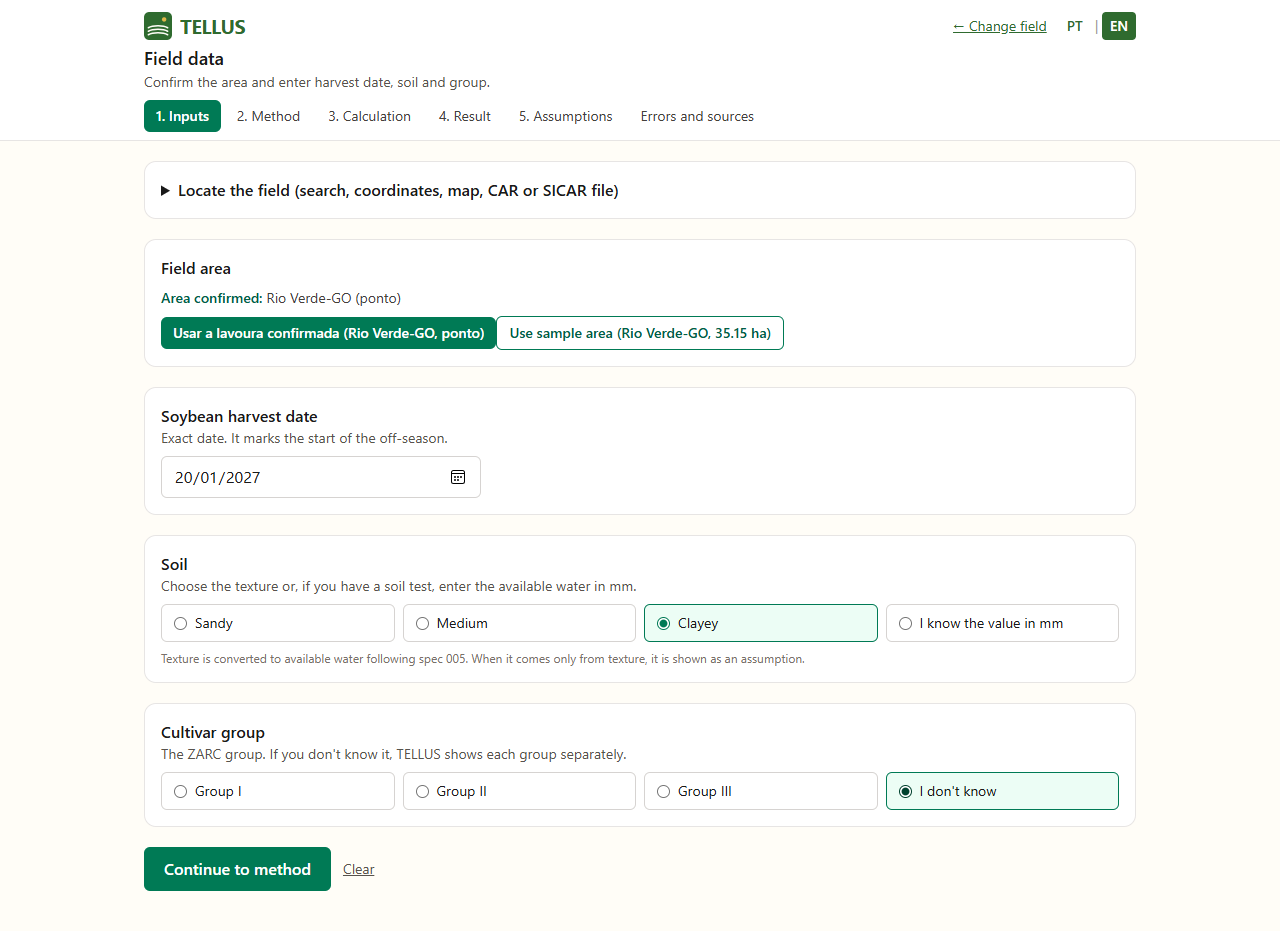 TELLUS
← Change field
PT | EN
Field data
Confirm the area and enter harvest date, soil and group.
1. Inputs 2. Method 3. Calculation 4. Result 5. Assumptions Errors and sources
▶ Locate the field (search, coordinates, map, CAR or SICAR file)
Field area
Area confirmed: Rio Verde-GO (ponto)
Usar a lavoura confirmada (Rio Verde-GO, ponto) Use sample area (Rio Verde-GO, 35.15 ha)
Soybean harvest date
Exact date. It marks the start of the off-season.
20/01/2027
Soil
Choose the texture or, if you have a soil test, enter the available water in mm.
Sandy Medium Clayey I know the value in mm
Texture is converted to available water following spec 005. When it comes only from texture, it is shown as an assumption.
Cultivar group
The ZARC group. If you don't know it, TELLUS shows each group separately.
Group I Group II Group III I don't know
Continue to method Clear